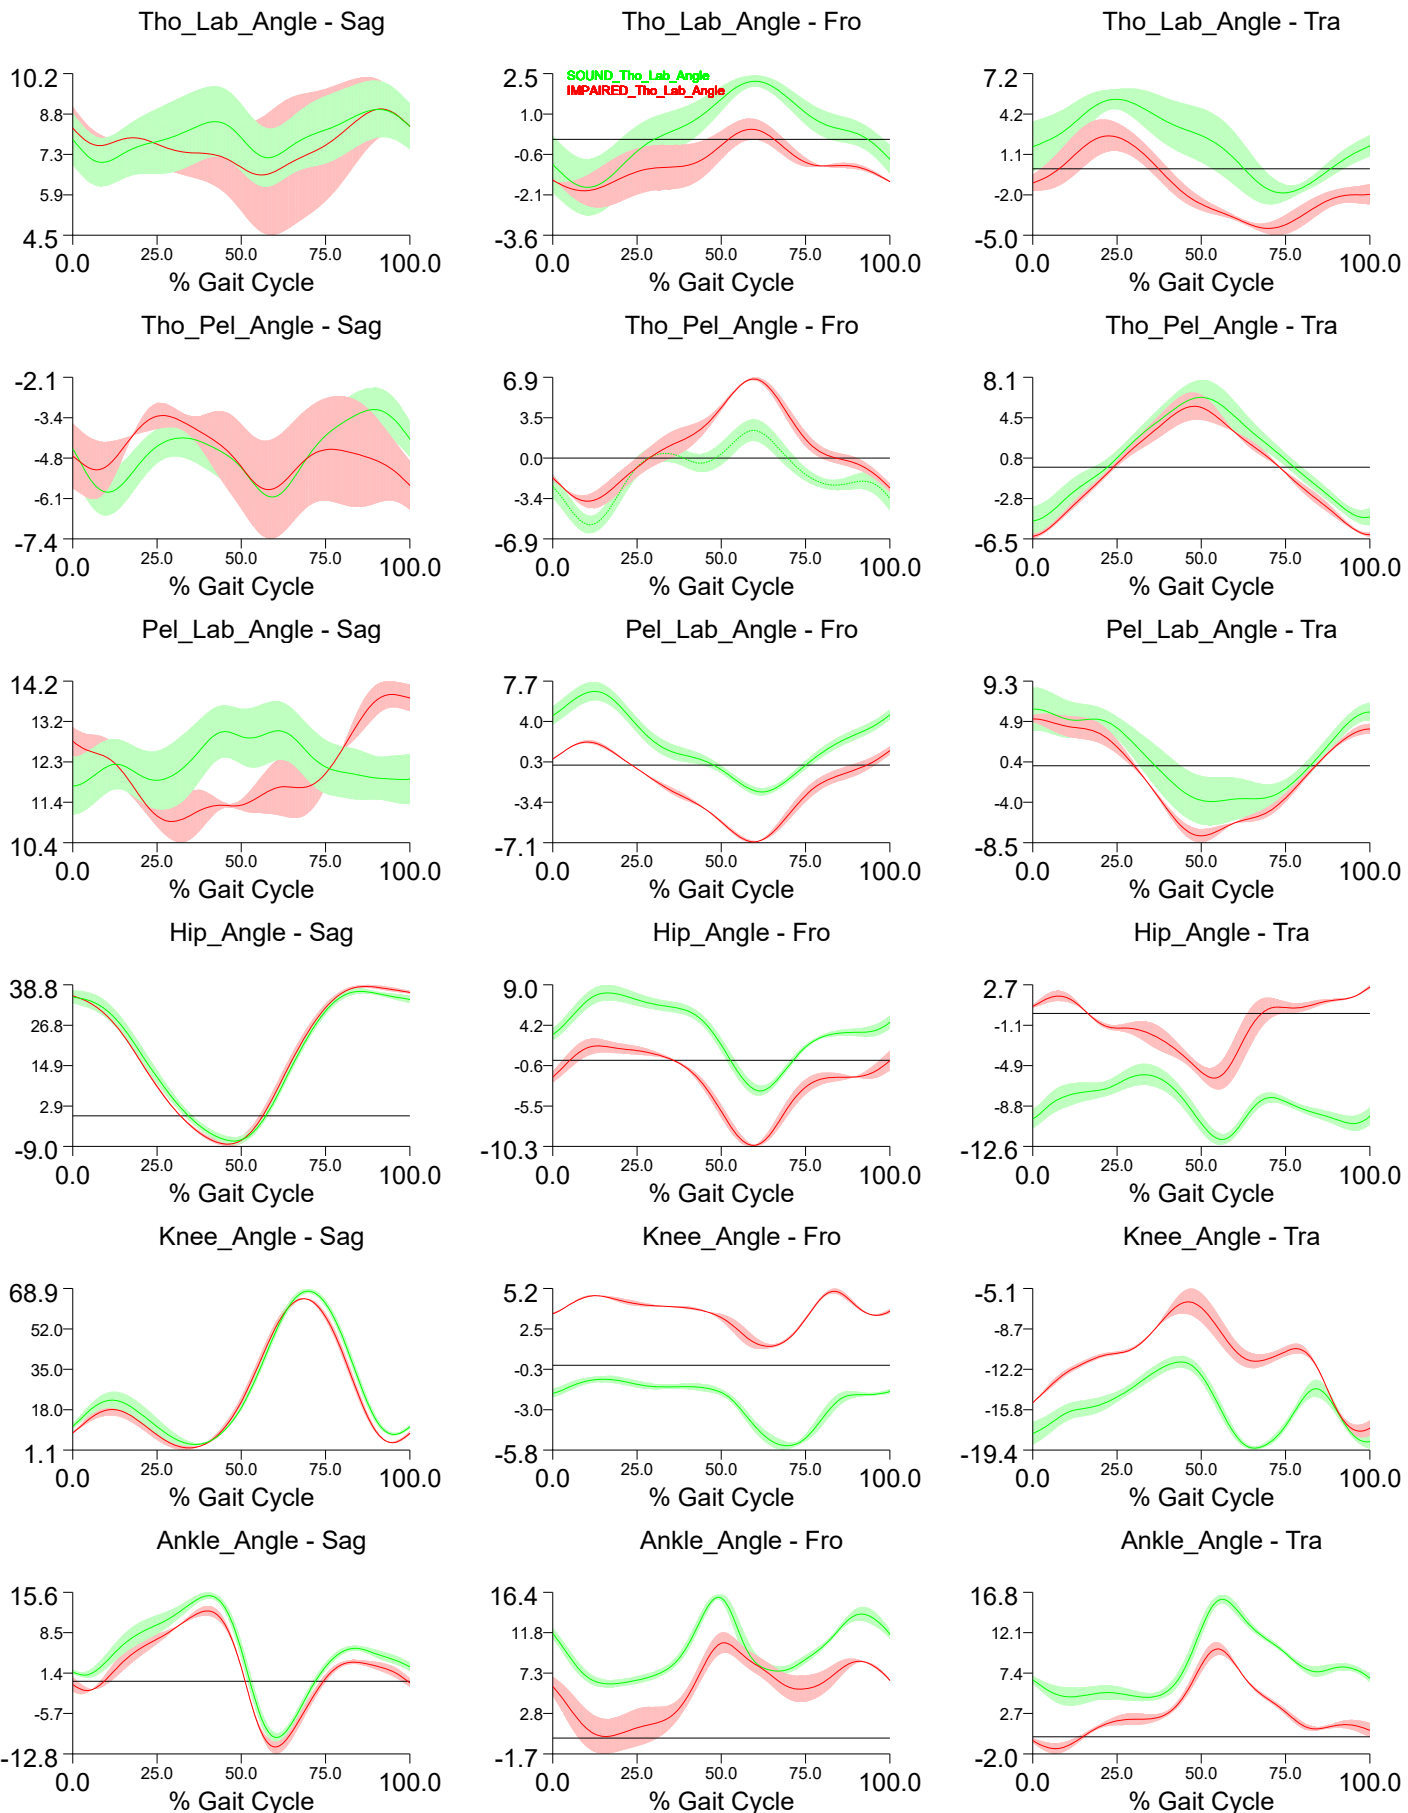 Tho_Lab_Angle - Sag
10.2
8.8
7.3
5.9
4.5
0.0 25.0 50.0 75.0 100.0
% Gait Cycle
Tho_Lab_Angle - Fro
SOUND_Tho_Lab_Angle
IMPAIRED_Tho_Lab_Angle
2.5
1.0
-0.6
-2.1
-3.6
0.0 25.0 50.0 75.0 100.0
% Gait Cycle
Tho_Lab_Angle - Tra
7.2
4.2
1.1
-2.0
-5.0
0.0 25.0 50.0 75.0 100.0
% Gait Cycle
Tho_Pel_Angle - Sag
-2.1
-3.4
-4.8
-6.1
-7.4
0.0 25.0 50.0 75.0 100.0
% Gait Cycle
Tho_Pel_Angle - Fro
6.9
3.5
0.0
-3.4
-6.9
0.0 25.0 50.0 75.0 100.0
% Gait Cycle
Tho_Pel_Angle - Tra
8.1
4.5
0.8
-2.8
-6.5
0.0 25.0 50.0 75.0 100.0
% Gait Cycle
Pel_Lab_Angle - Sag
14.2
13.2
12.3
11.4
10.4
0.0 25.0 50.0 75.0 100.0
% Gait Cycle
Pel_Lab_Angle - Fro
7.7
4.0
0.3
-3.4
-7.1
0.0 25.0 50.0 75.0 100.0
% Gait Cycle
Pel_Lab_Angle - Tra
9.3
4.9
0.4
-4.0
-8.5
0.0 25.0 50.0 75.0 100.0
% Gait Cycle
Hip_Angle - Sag
38.8
26.8
14.9
2.9
-9.0
0.0 25.0 50.0 75.0 100.0
% Gait Cycle
Hip_Angle - Fro
9.0
4.2
-0.6
-5.5
-10.3
0.0 25.0 50.0 75.0 100.0
% Gait Cycle
Hip_Angle - Tra
2.7
-1.1
-4.9
-8.8
-12.6
0.0 25.0 50.0 75.0 100.0
% Gait Cycle
Knee_Angle - Sag
68.9
52.0
35.0
18.0
1.1
0.0 25.0 50.0 75.0 100.0
% Gait Cycle
Knee_Angle - Fro
5.2
2.5
-0.3
-3.0
-5.8
0.0 25.0 50.0 75.0 100.0
% Gait Cycle
Knee_Angle - Tra
-5.1
-8.7
-12.2
-15.8
-19.4
0.0 25.0 50.0 75.0 100.0
% Gait Cycle
Ankle_Angle - Sag
15.6
8.5
1.4
-5.7
-12.8
0.0 25.0 50.0 75.0 100.0
% Gait Cycle
Ankle_Angle - Fro
16.4
11.8
7.3
2.8
-1.7
0.0 25.0 50.0 75.0 100.0
% Gait Cycle
Ankle_Angle - Tra
16.8
12.1
7.4
2.7
-2.0
0.0 25.0 50.0 75.0 100.0
% Gait Cycle